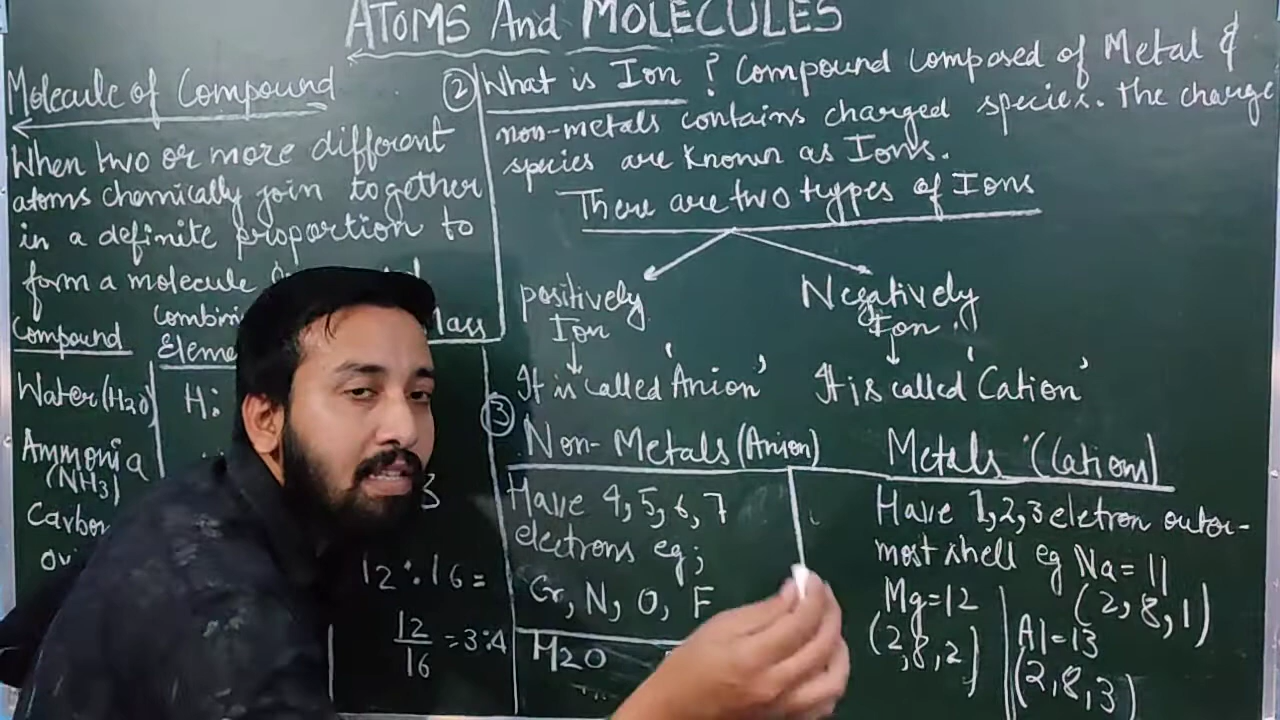 ATOMS And MOLECULES
Molecule of Compound
When two or more different
atoms chemically join together
in a definite proportion to
form a molecule
Compound
Water (H2O)
H:
Ammonia
(NH3)
3
12:16=
12/16 =3:4
② What is Ion ? Compound composed of Metal &
non-metals contains charged species. The charge
species are known as Ions.
There are two types of Ions
positively
Ion
It is called 'Anion'
Negatively
Ion.
It is called 'Cation'
③
Non-Metals (Anion)
Have 4, 5, 6, 7
electrons eg;
N, O, F
H2O
Metals (Cations)
Have 1,2,3 eletron outor-
most shell eg Na= 11
(2, 8, 1)
Mg=12
(2,8,2)
Al=13
(2,8,3)